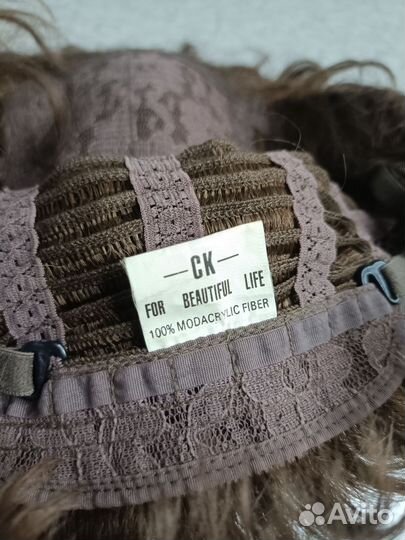 — CK —
FOR BEAUTIFUL LIFE
100% MODACRYLIC FIBER
Avito